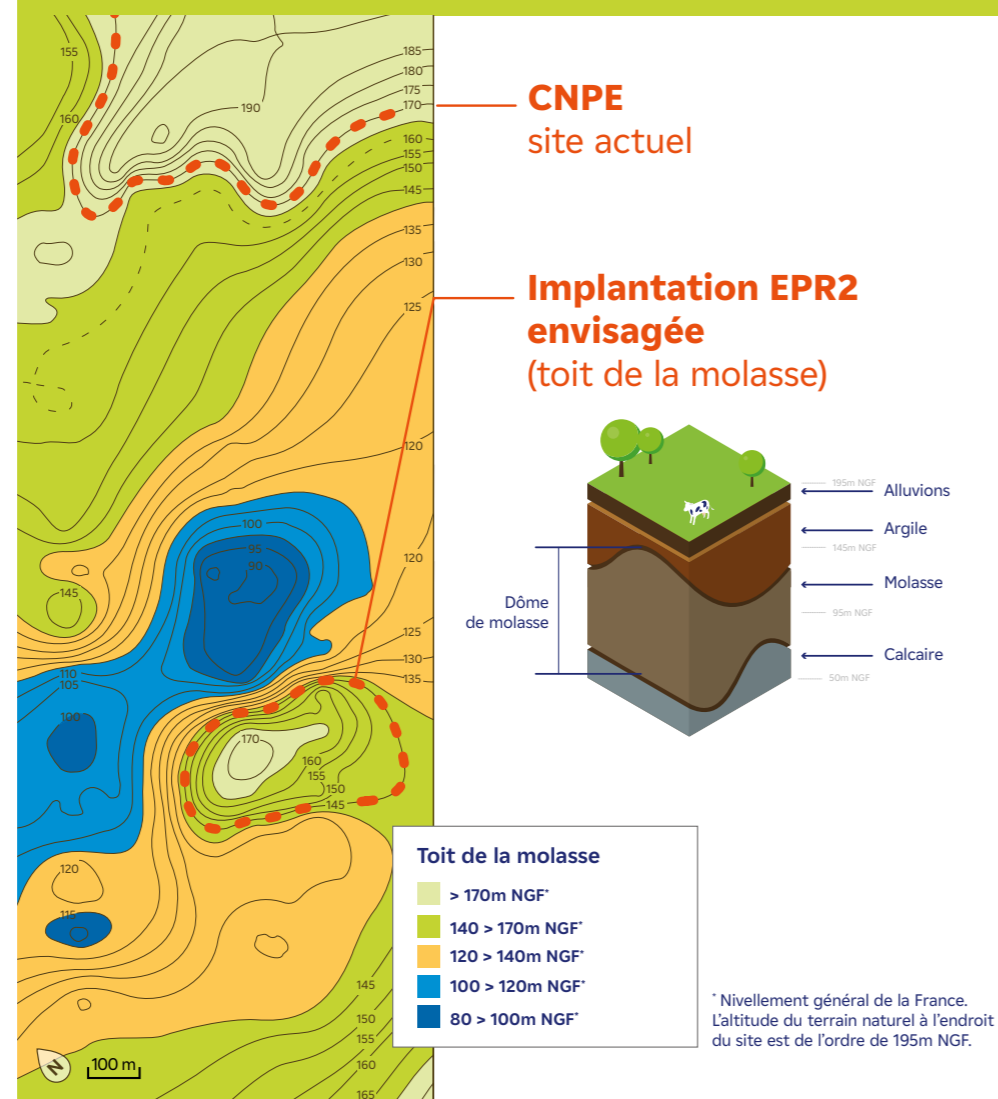 CNPE
site actuel
Implantation EPR2
envisagée
(toit de la molasse)
155
160
190
185
180
175
170
160
155
150
145
135
130
125
120
120
125
130
135
145
100
95
90
110
105
100
170
160
155
150
145
120
115
145
150
155
160
165
N
100 m
195m NGF
Alluvions
Argile
145m NGF
Molasse
95m NGF
Calcaire
50m NGF
Dôme
de molasse
Toit de la molasse
> 170m NGF*
140 > 170m NGF*
120 > 140m NGF*
100 > 120m NGF*
80 > 100m NGF*
* Nivellement général de la France.
L'altitude du terrain naturel à l'endroit
du site est de l'ordre de 195m NGF.